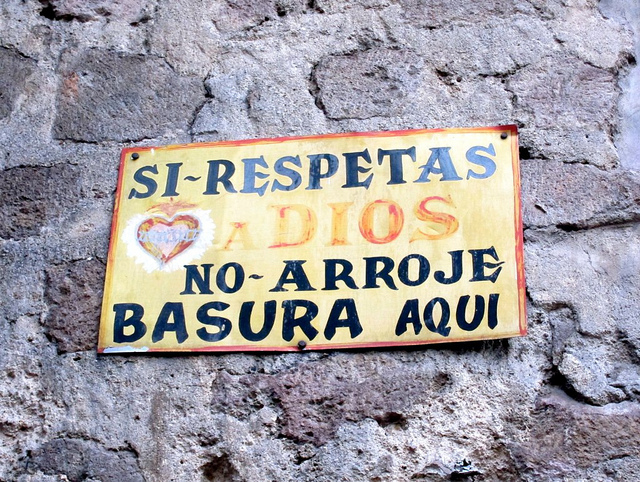 SI-RESPETAS
A DIOS
NO-ARROJE
BASURA AQUI